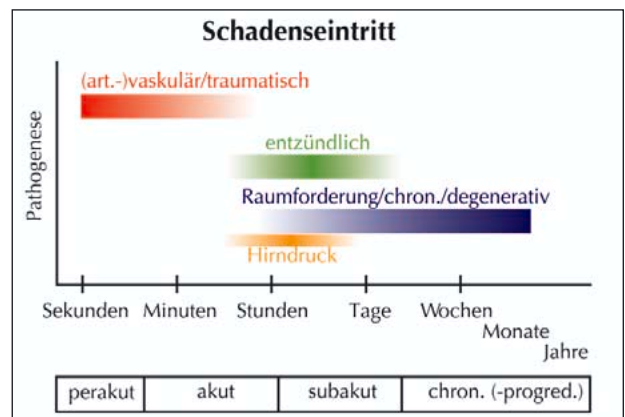 Schadenseintritt
(art.-)vaskulär/traumatisch
entzündlich
Raumforderung/chron./degenerativ
Hirndruck
Pathogenese
Sekunden Minuten Stunden Tage Wochen
Monate
Jahre
perakut akut subakut chron. (-progred.)